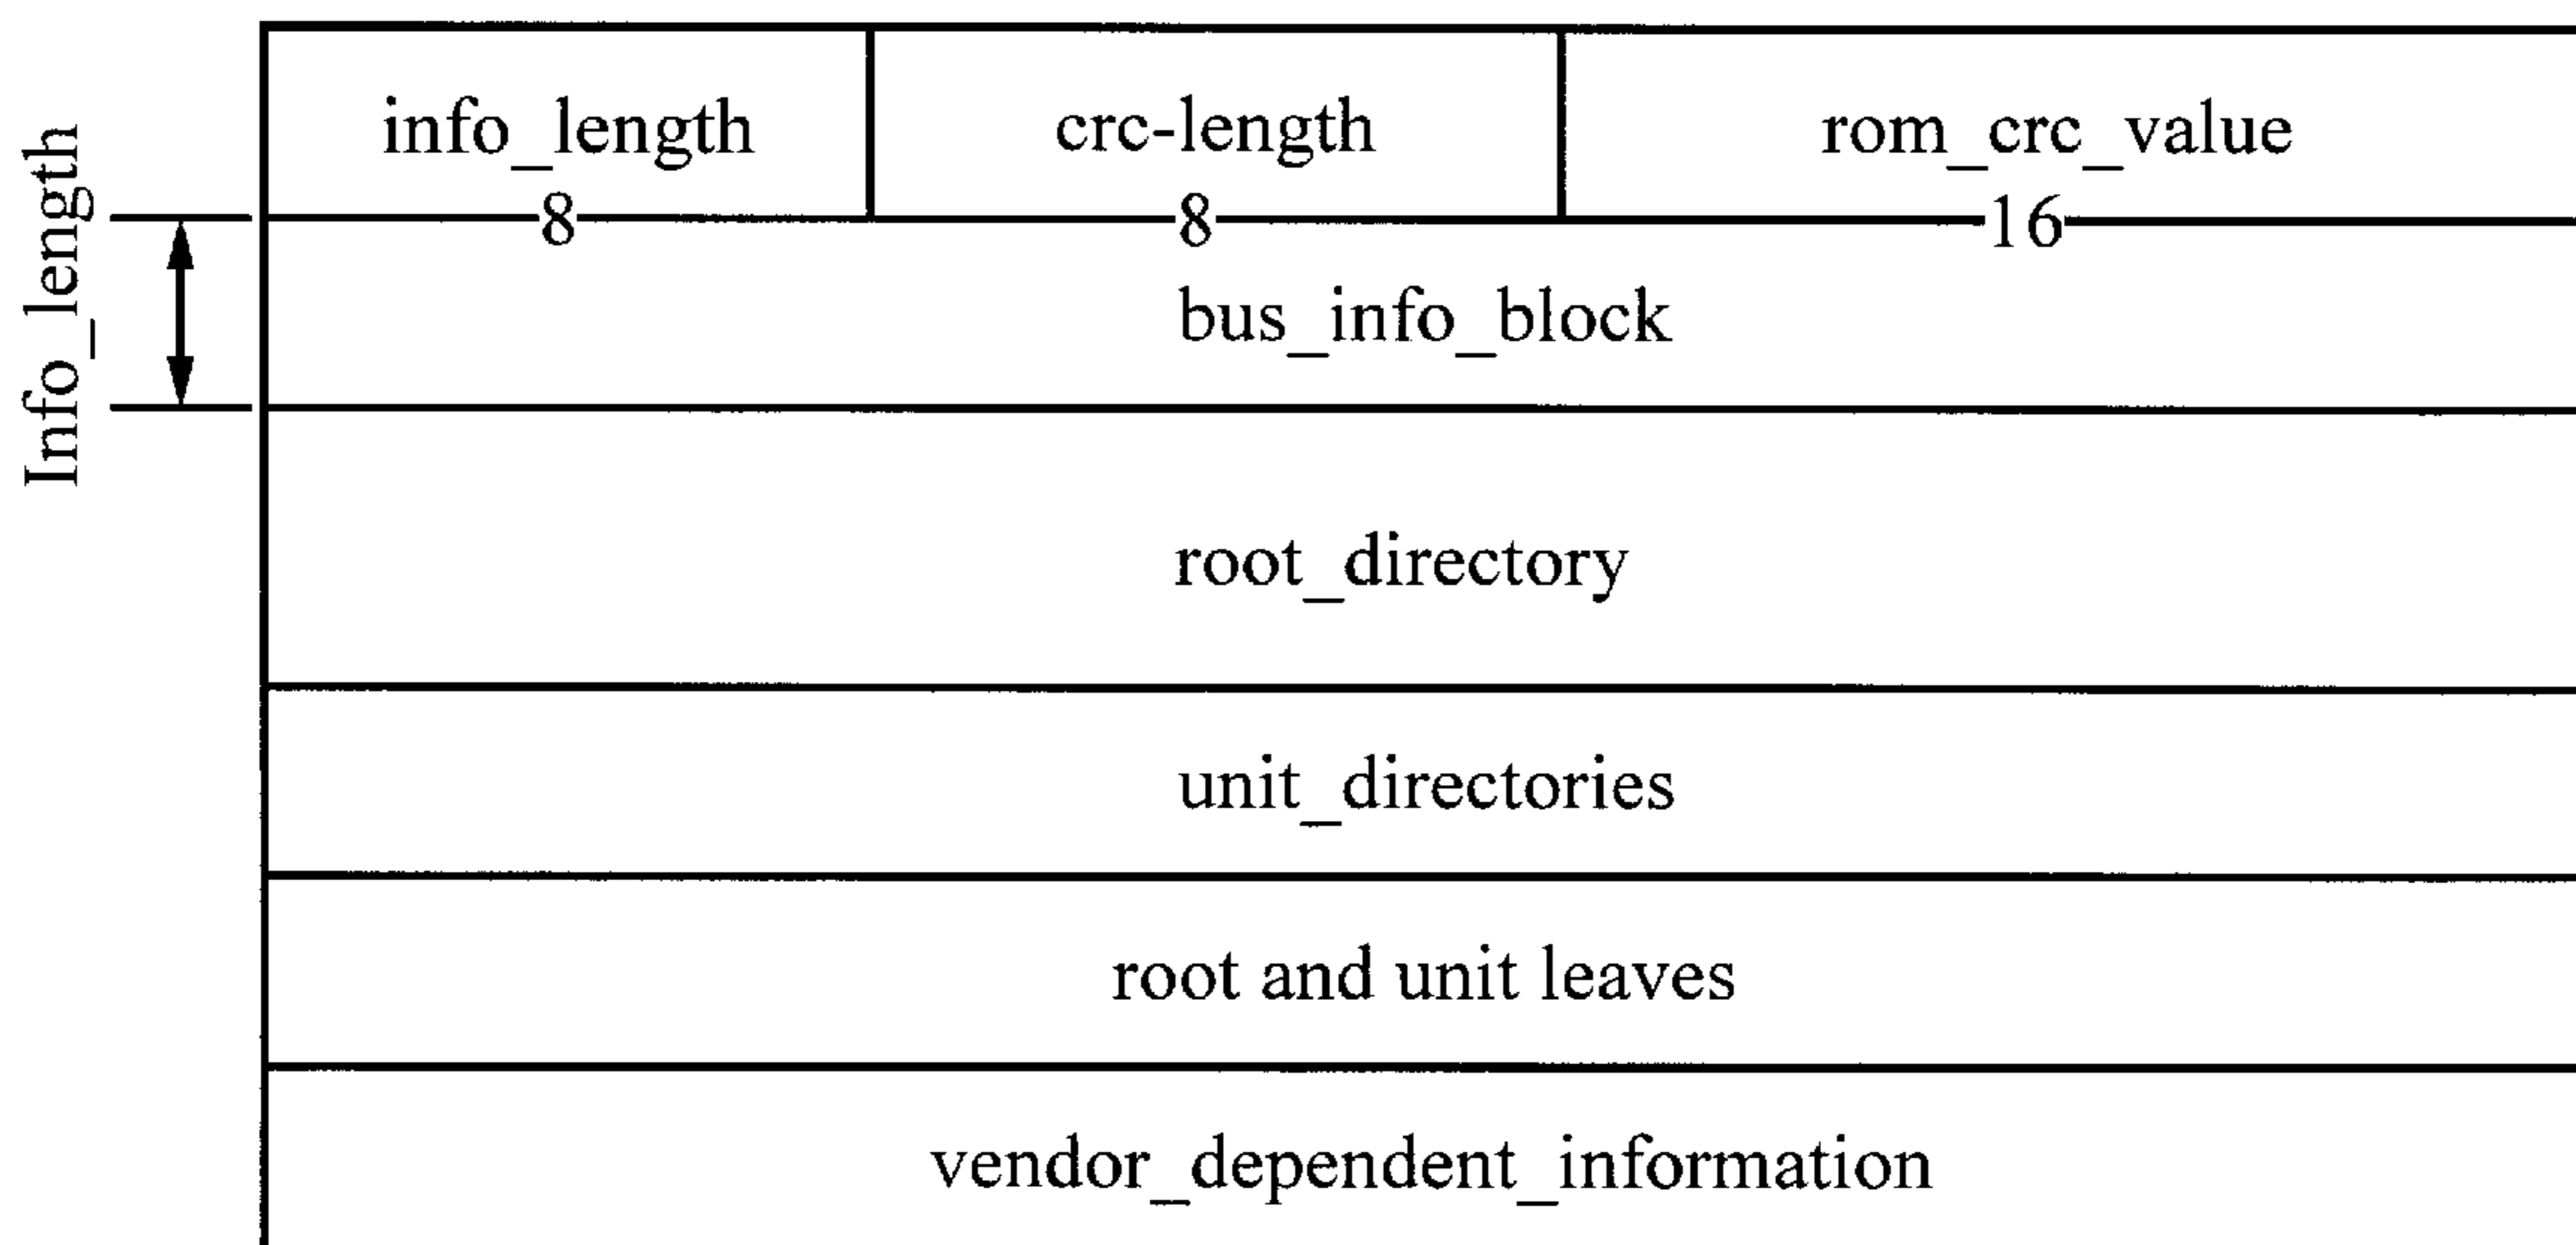 info_length crc-length rom_crc_value
8 8 16
Info_length
bus_info_block
root_directory
unit_directories
root and unit leaves
vendor_dependent_information